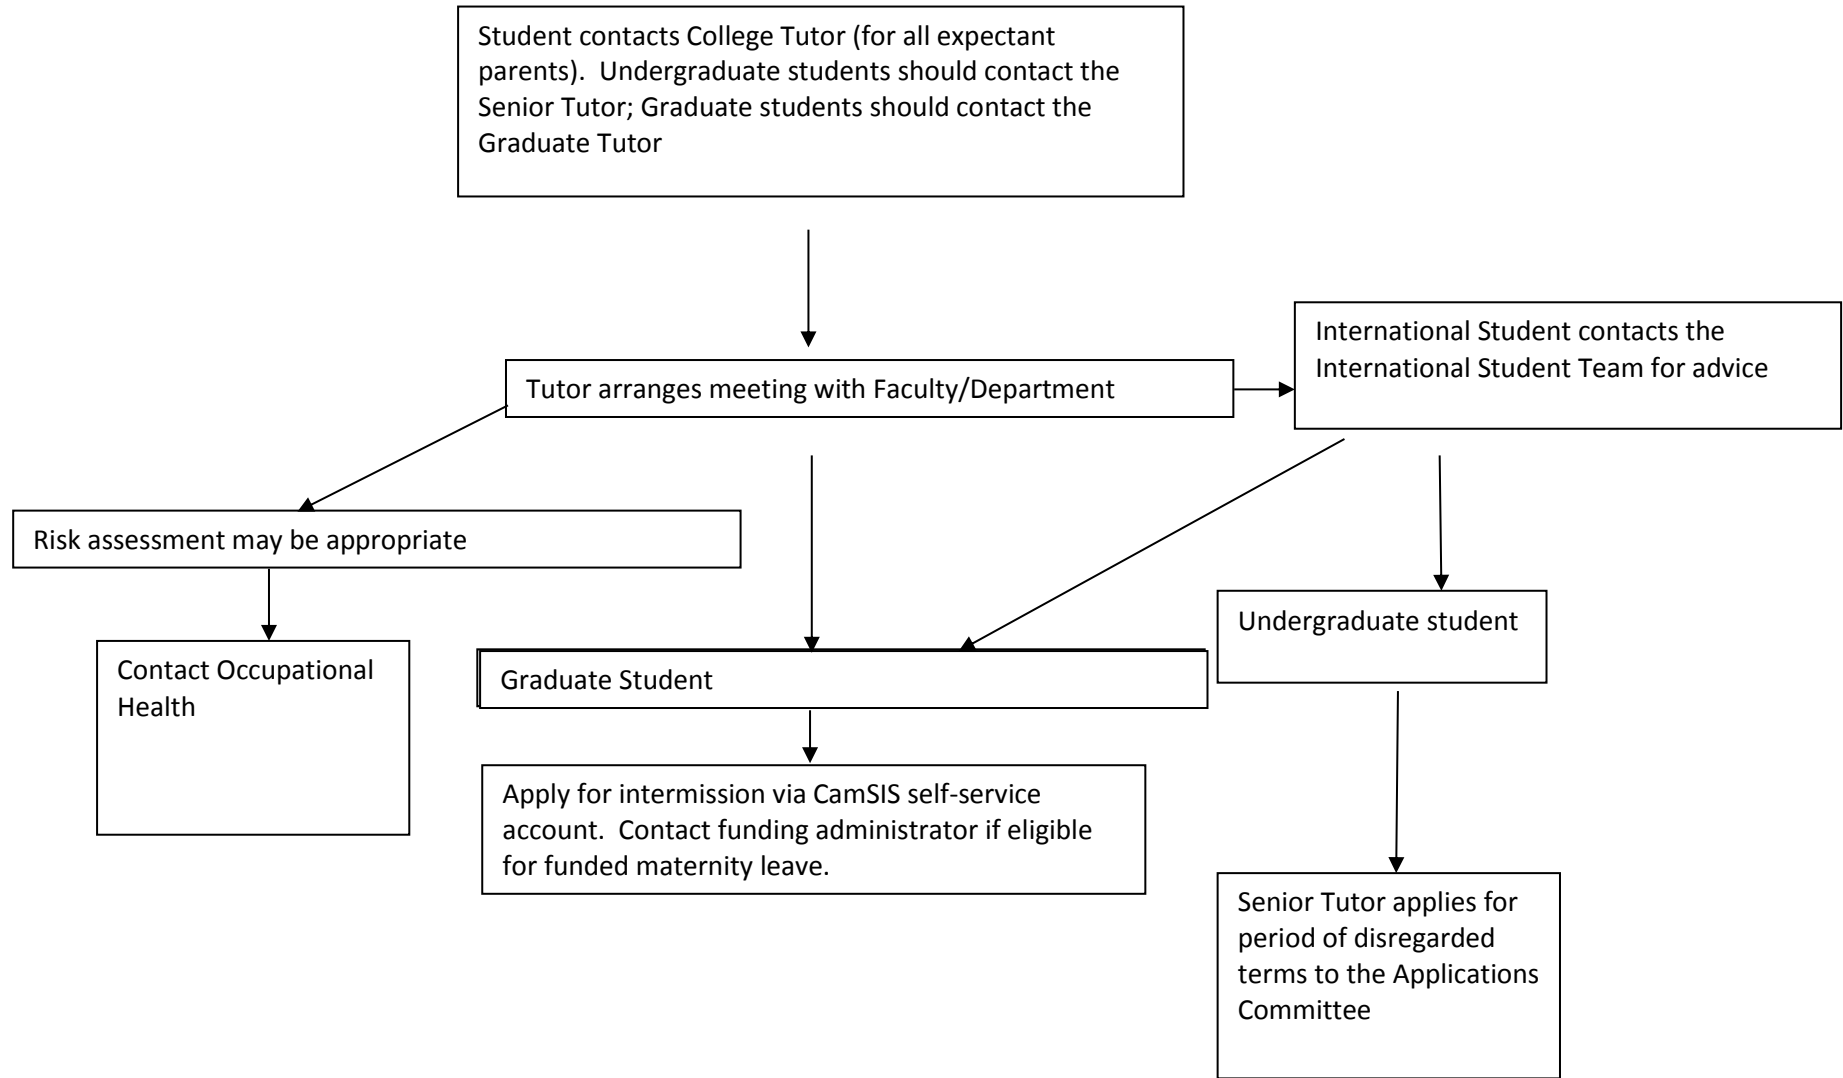 Student contacts College Tutor (for all expectant
parents).  Undergraduate students should contact the
Senior Tutor; Graduate students should contact the
Graduate Tutor
International Student contacts the
International Student Team for advice
Tutor arranges meeting with Faculty/Department
Risk assessment may be appropriate
Undergraduate student
Contact Occupational
Health
Graduate Student
Apply for intermission via CamSIS self-service
account.  Contact funding administrator if eligible
for funded maternity leave.
Senior Tutor applies for
period of disregarded
terms to the Applications
Committee